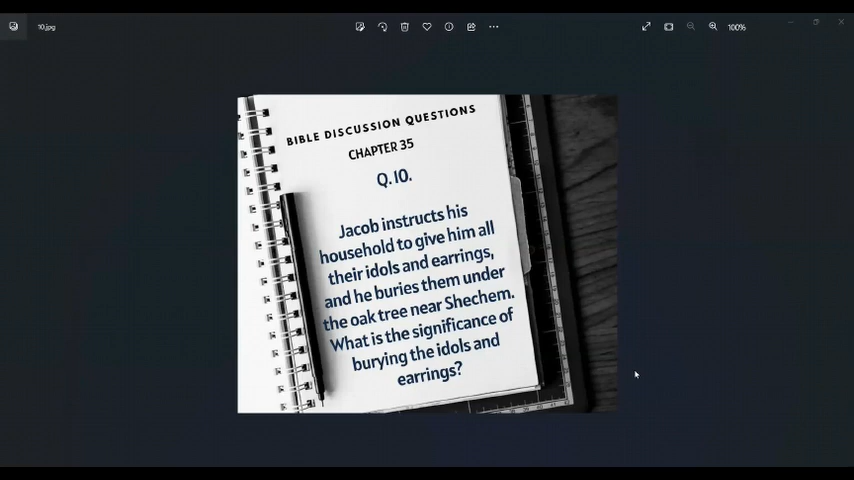 10.jpg
100%
BIBLE DISCUSSION QUESTIONS
CHAPTER 35
Q.10.
Jacob instructs his
household to give him all
their idols and earrings,
and he buries them under
the oak tree near Shechem.
What is the significance of
burying the idols and
earrings?